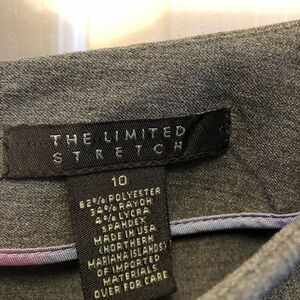 THE LIMITED
STRETCH
10
62% POLYESTER
34% RAYON
4% LYCRA
SPANDEX
MADE IN USA
(NORTHERN
MARIANA ISLANDS)
OF IMPORTED
MATERIALS
OVER FOR CARE